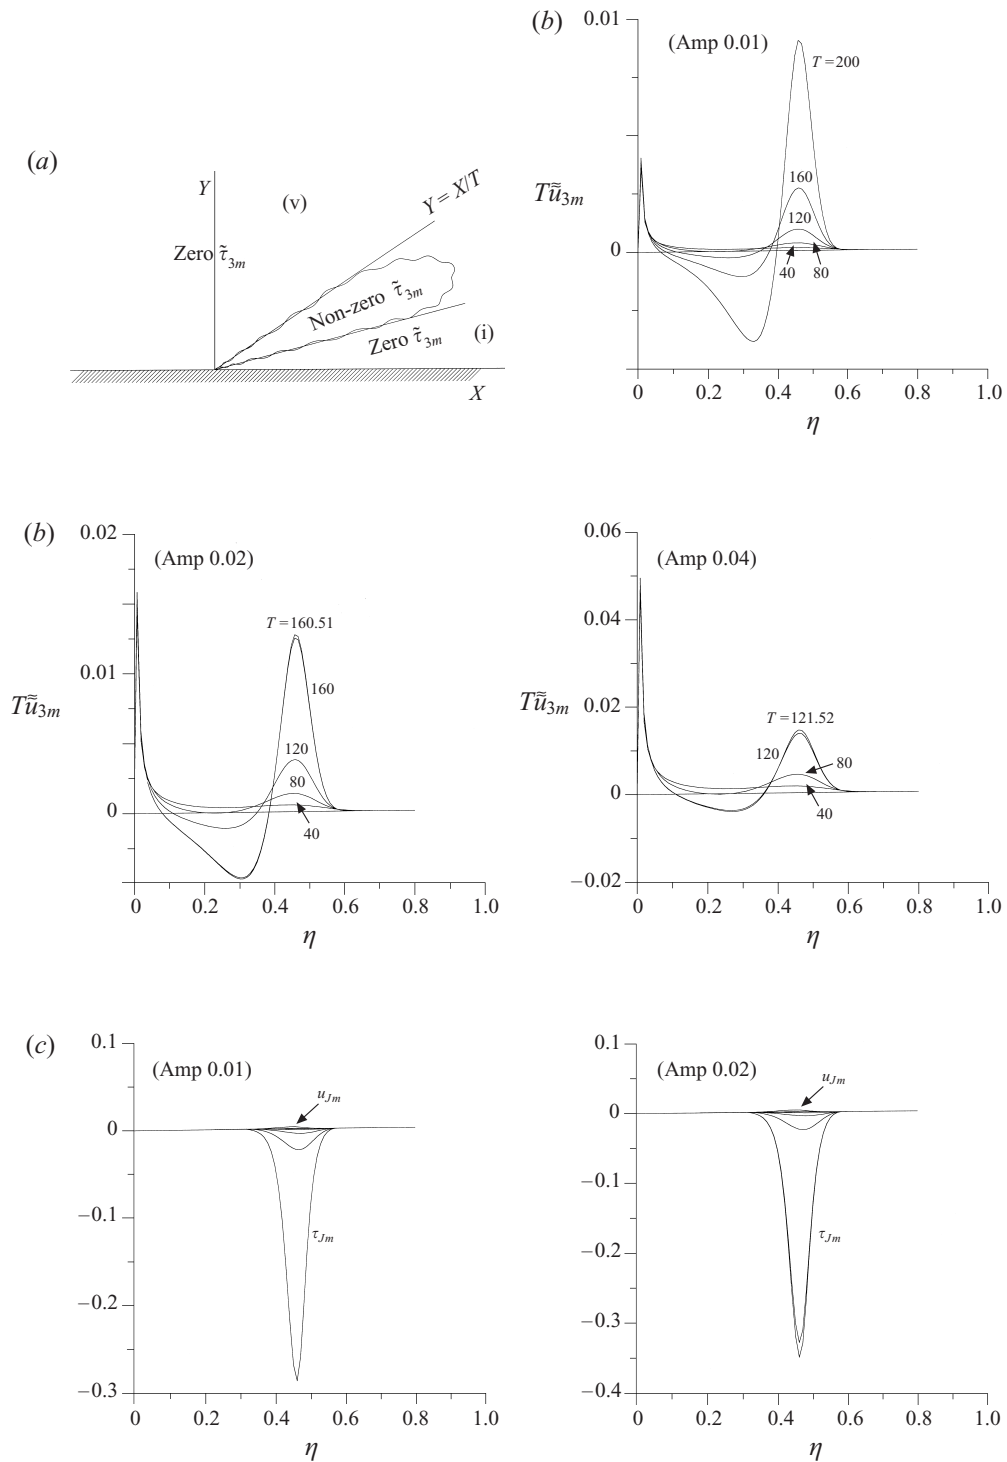 (a)
Y
(v)
Y = X/T
Zero τ̃₃ₘ
Non-zero τ̃₃ₘ
Zero τ̃₃ₘ
(i)
X
(b)
0.01
(Amp 0.01)
T = 200
160
Tũ̃₃ₘ
120
0
40
80
0 0.2 0.4 0.6 0.8 1.0
η
(b)
0.02
(Amp 0.02)
T = 160.51
0.01
160
Tũ̃₃ₘ
120
80
0
40
0 0.2 0.4 0.6 0.8 1.0
η
0.06
(Amp 0.04)
0.04
T = 121.52
0.02
Tũ̃₃ₘ
120
80
0
40
−0.02
0 0.2 0.4 0.6 0.8 1.0
η
(c)
0.1
(Amp 0.01)
u_Jm
0
−0.1
τ_Jm
−0.2
−0.3
0 0.2 0.4 0.6 0.8 1.0
η
0.1
(Amp 0.02)
u_Jm
0
−0.1
τ_Jm
−0.2
−0.3
−0.4
0 0.2 0.4 0.6 0.8 1.0
η